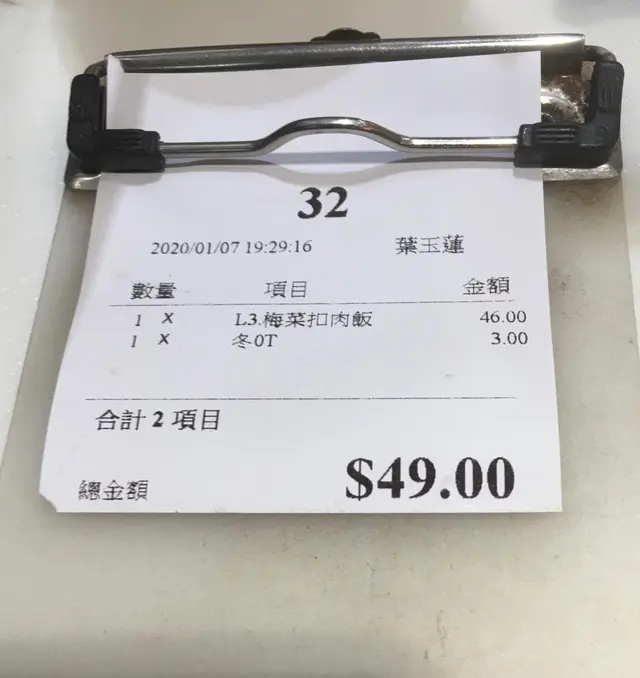 32
2020/01/07 19:29:16 葉玉蓮
數量 項目 金額
1 X L3.梅菜扣肉飯 46.00
1 X 冬0T 3.00
合計 2 項目
總金額 $49.00